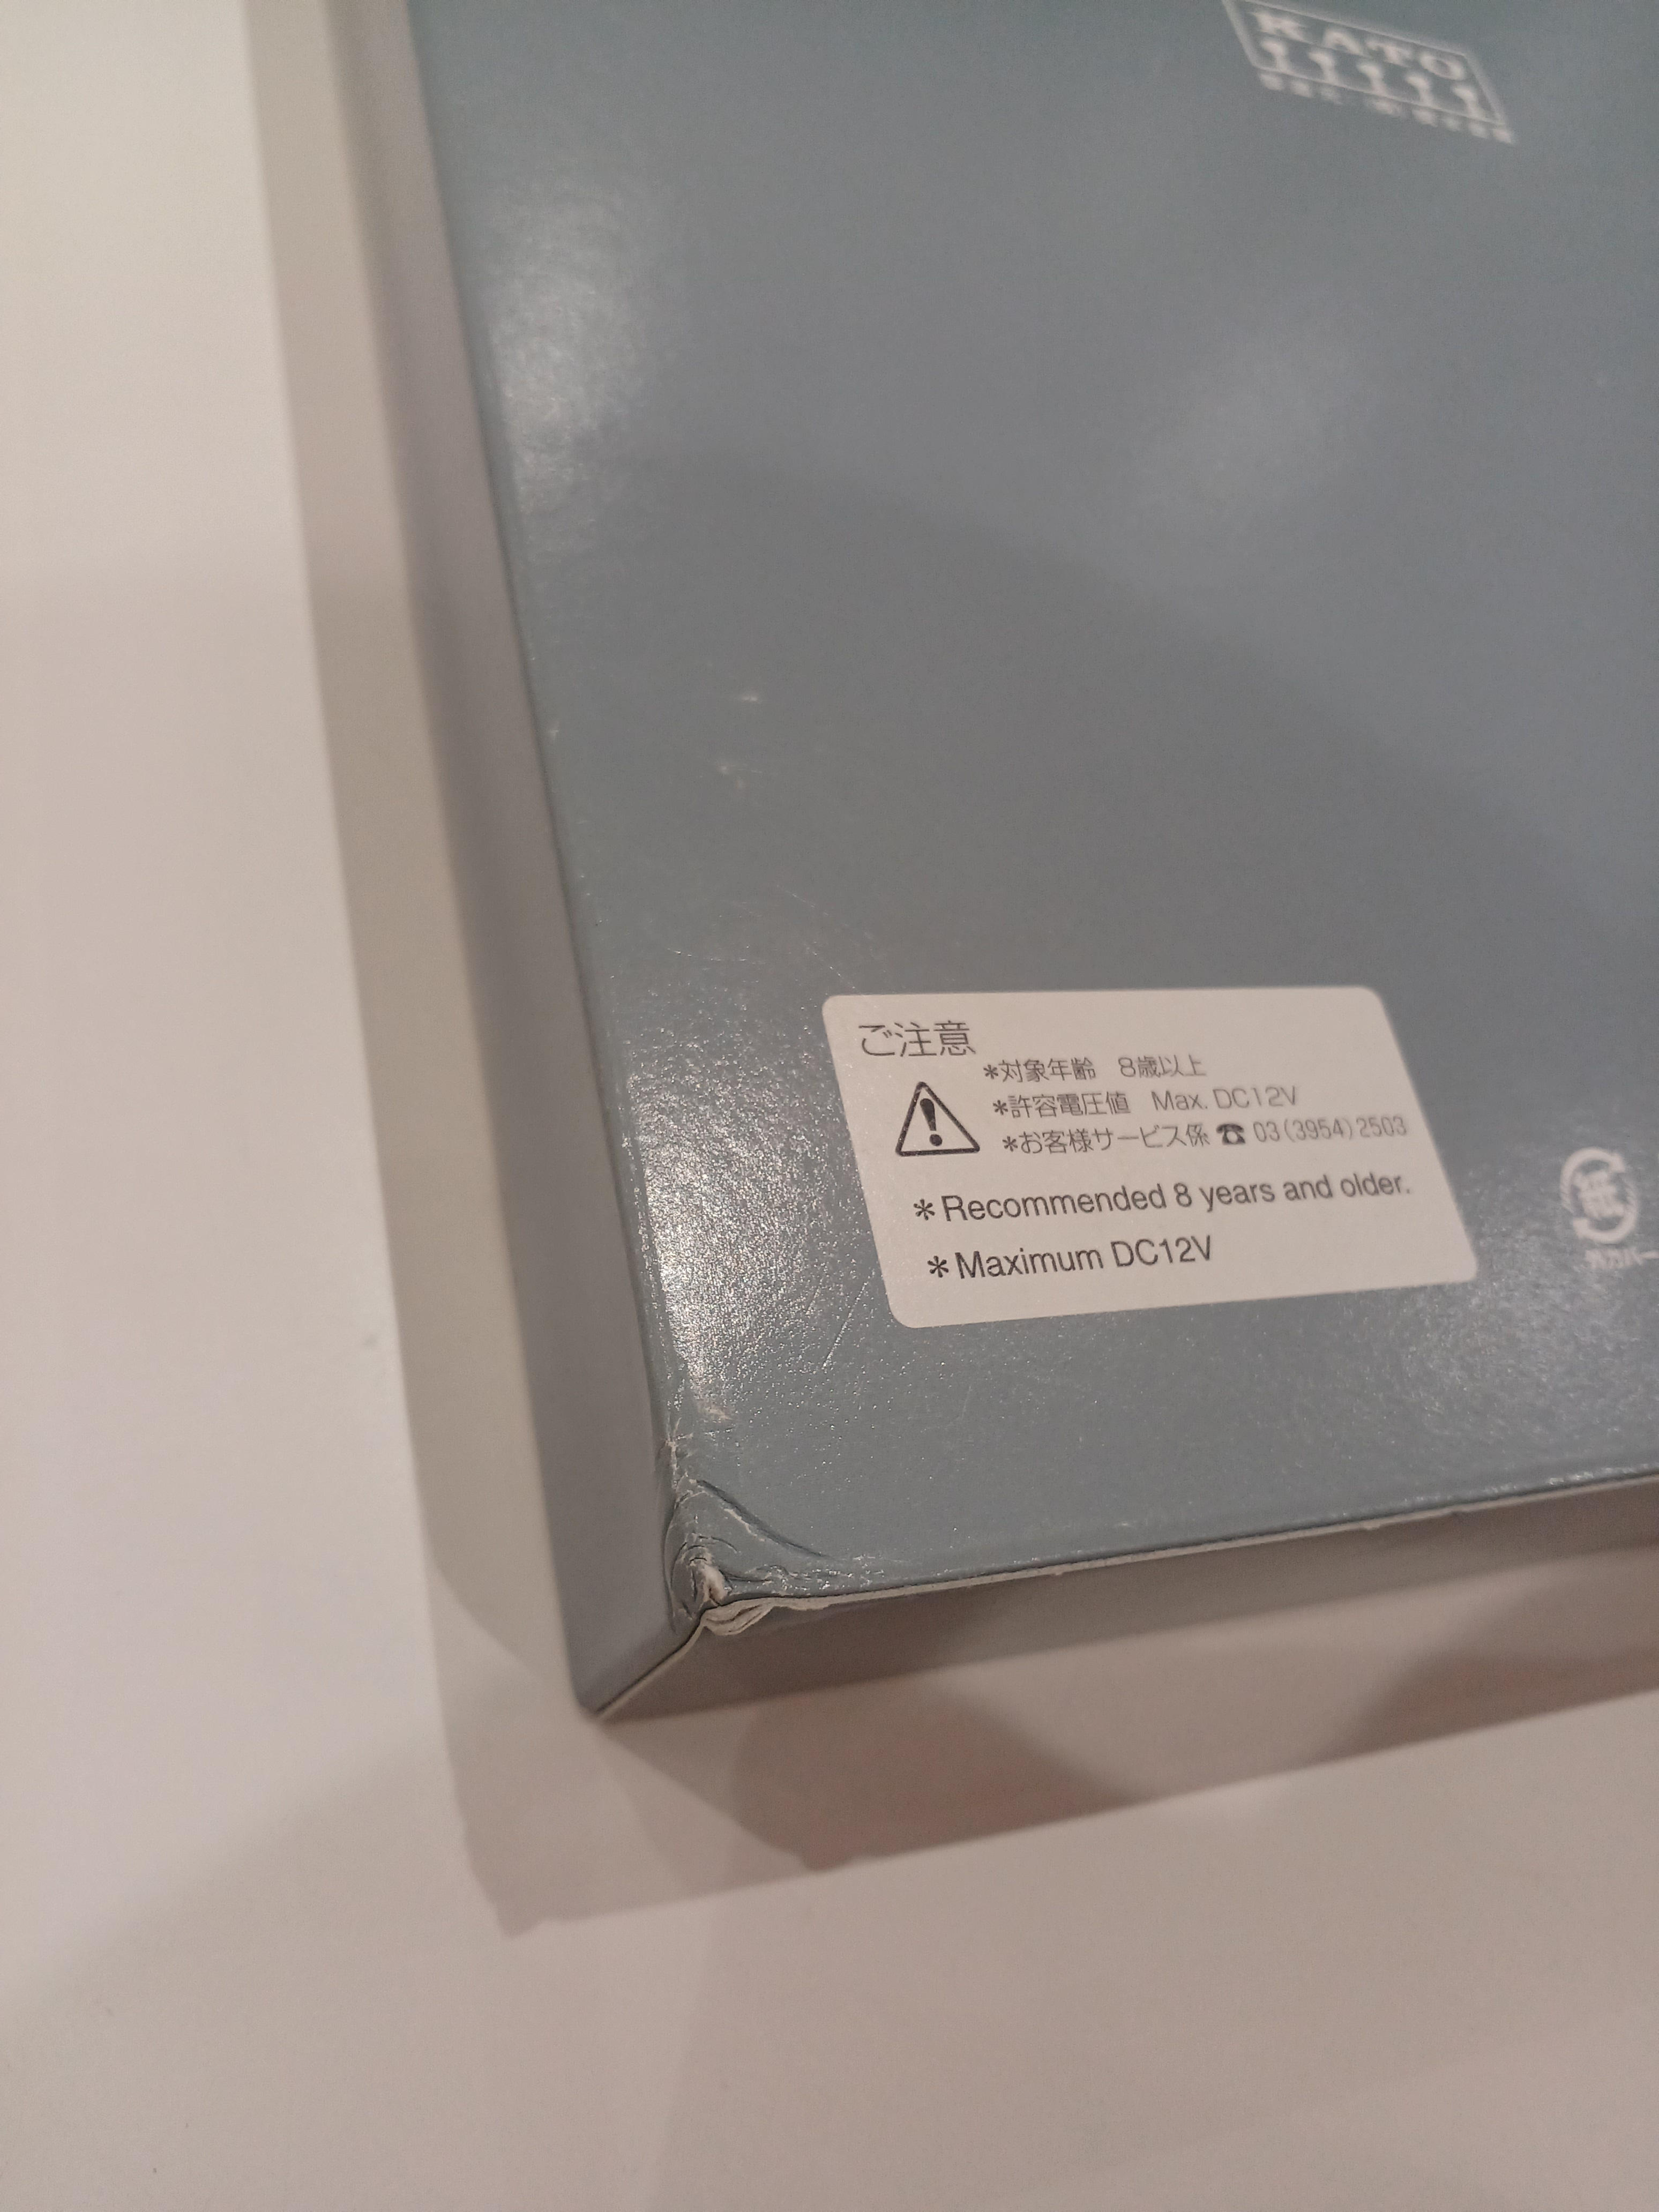 KATO
ご注意
*対象年齢 8歳以上
*許容電圧値 Max. DC12V
*お客様サービス係 ☎ 03(3954)2503
*Recommended 8 years and older.
*Maximum DC12V
紙